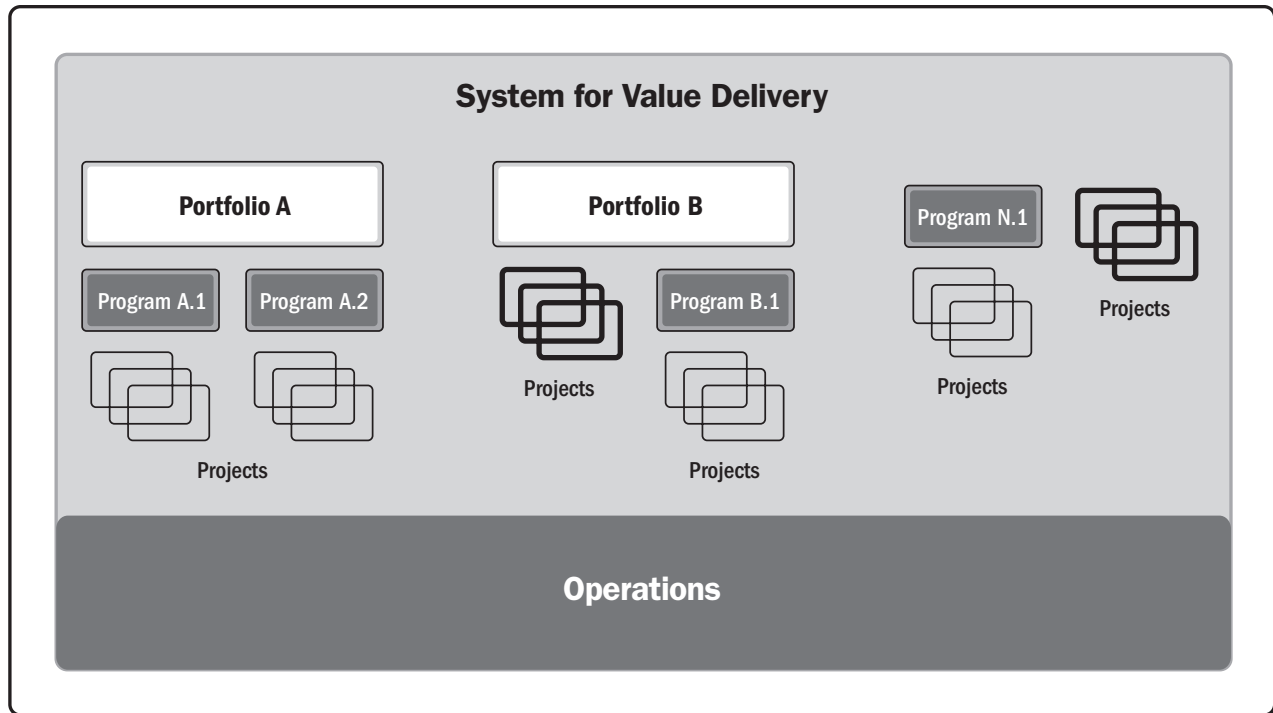 System for Value Delivery
Portfolio A
Portfolio B
Program N.1
Projects
Program A.1
Program A.2
Program B.1
Projects
Projects
Projects
Projects
Operations